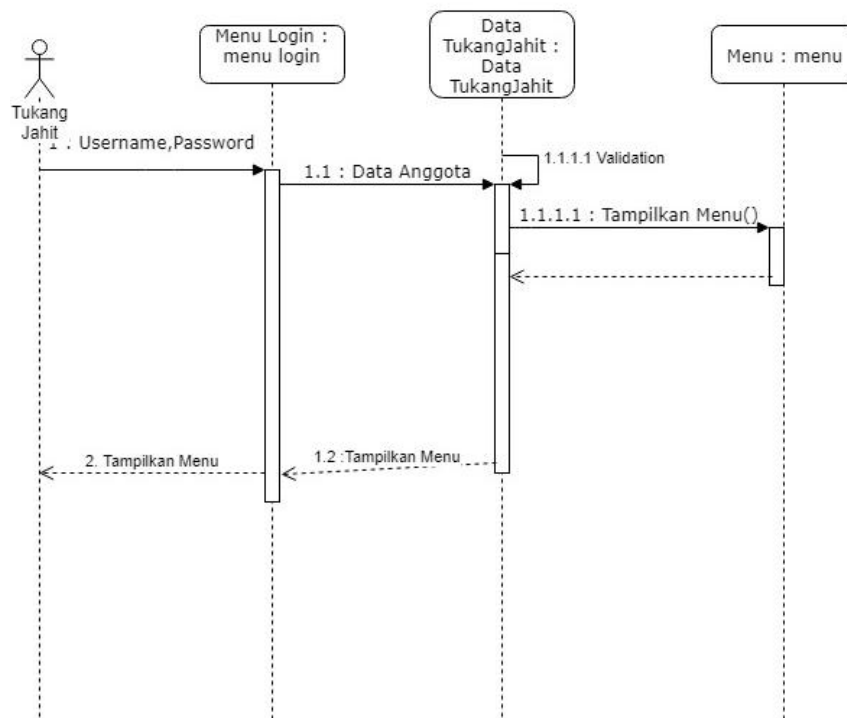 Menu Login :
menu login
Data
TukangJahit :
Data
TukangJahit
Menu : menu
Tukang
Jahit
1 : Username,Password
1.1 : Data Anggota
1.1.1.1 Validation
1.1.1.1 : Tampilkan Menu()
2. Tampilkan Menu
1.2 :Tampilkan Menu